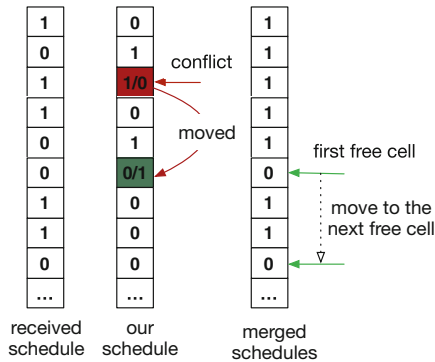 1 0 1
0 1 1
1 1/0 conflict 1
1 0 1
0 1 moved 1 first free cell
0 0/1 0
1 0 1 move to the
1 0 1 next free cell
0 0 0
... ... ...
received our merged
schedule schedule schedules